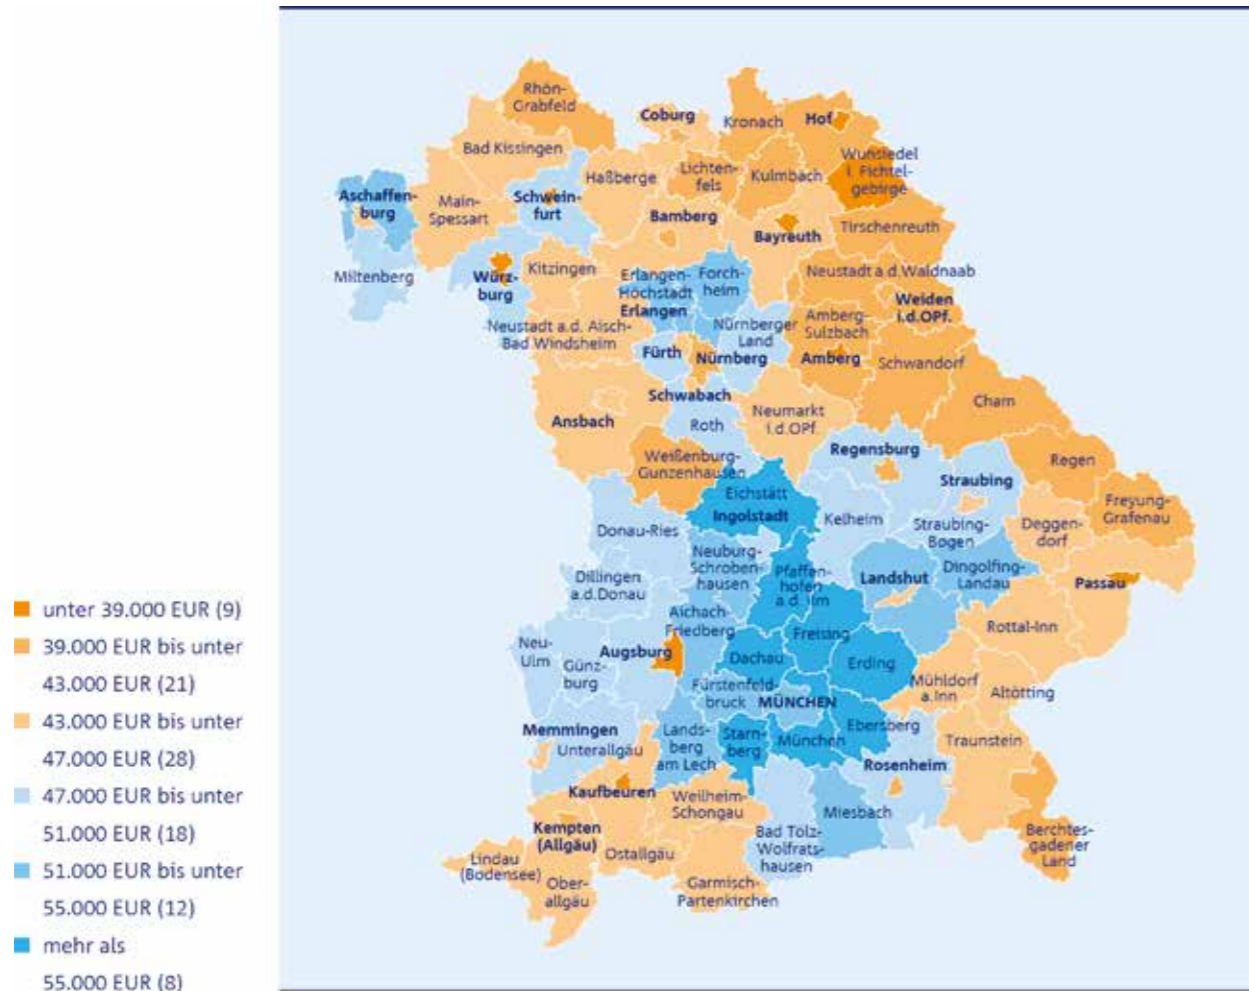 Rhön-
Grabfeld
Coburg
Kronach
Hof
Bad Kissingen
Wunsiedel
i. Fichtel-
gebirge
Haßberge
Lichten-
fels
Kulmbach
Aschaffen-
burg
Main-
Spessart
Schwein-
furt
Bamberg
Bayreuth
Tirschenreuth
Miltenberg
Würz-
burg
Kitzingen
Erlangen-
Höchstadt
Erlangen
Forch-
heim
Neustadt a.d.Waldnaab
Weiden
i.d.OPf.
Neustadt a.d. Aisch-
Bad Windsheim
Nürnberger
Land
Amberg-
Sulzbach
Fürth
Nürnberg
Amberg
Schwandorf
Schwabach
Ansbach
Roth
Neumarkt
i.d.OPf.
Cham
Weißenburg-
Gunzenhausen
Regensburg
Regen
Straubing
Eichstätt
Ingolstadt
Kelheim
Freyung-
Grafenau
Straubing-
Bogen
Deggen-
dorf
Donau-Ries
Neuburg-
Schroben-
hausen
Pfaffen-
hofen
a.d. Ilm
Landshut
Dingolfing-
Landau
Passau
Dillingen
a.d.Donau
Aichach-
Friedberg
Freising
Rottal-Inn
Neu-
Ulm
Günz-
burg
Augsburg
Dachau
Erding
Fürstenfeld-
bruck
MÜNCHEN
Mühldorf
a.Inn
Altötting
Memmingen
Unterallgäu
Lands-
berg
am Lech
Starn-
berg
München
Ebersberg
Traunstein
Rosenheim
Kaufbeuren
Weilheim-
Schongau
Miesbach
Kempten
(Allgäu)
Ostallgäu
Bad Tölz-
Wolfrats-
hausen
Berchtes-
gadener
Land
Lindau
(Bodensee)
Ober-
allgäu
Garmisch-
Partenkirchen
unter 39.000 EUR (9)
39.000 EUR bis unter
43.000 EUR (21)
43.000 EUR bis unter
47.000 EUR (28)
47.000 EUR bis unter
51.000 EUR (18)
51.000 EUR bis unter
55.000 EUR (12)
mehr als
55.000 EUR (8)